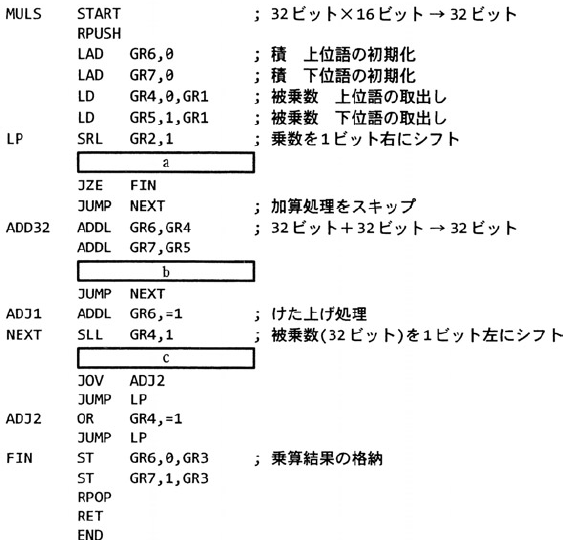 MULS START ; 32ビット×16ビット → 32ビット
RPUSH
LAD GR6,0 ; 積 上位語の初期化
LAD GR7,0 ; 積 下位語の初期化
LD GR4,0,GR1 ; 被乗数 上位語の取出し
LD GR5,1,GR1 ; 被乗数 下位語の取出し
LP SRL GR2,1 ; 乗数を1ビット右にシフト
a
JZE FIN
JUMP NEXT ; 加算処理をスキップ
ADD32 ADDL GR6,GR4 ; 32ビット+32ビット → 32ビット
ADDL GR7,GR5
b
JUMP NEXT
ADJ1 ADDL GR6,=1 ; けた上げ処理
NEXT SLL GR4,1 ; 被乗数(32ビット)を1ビット左にシフト
c
JOV ADJ2
JUMP LP
ADJ2 OR GR4,=1
JUMP LP
FIN ST GR6,0,GR3 ; 乗算結果の格納
ST GR7,1,GR3
RPOP
RET
END